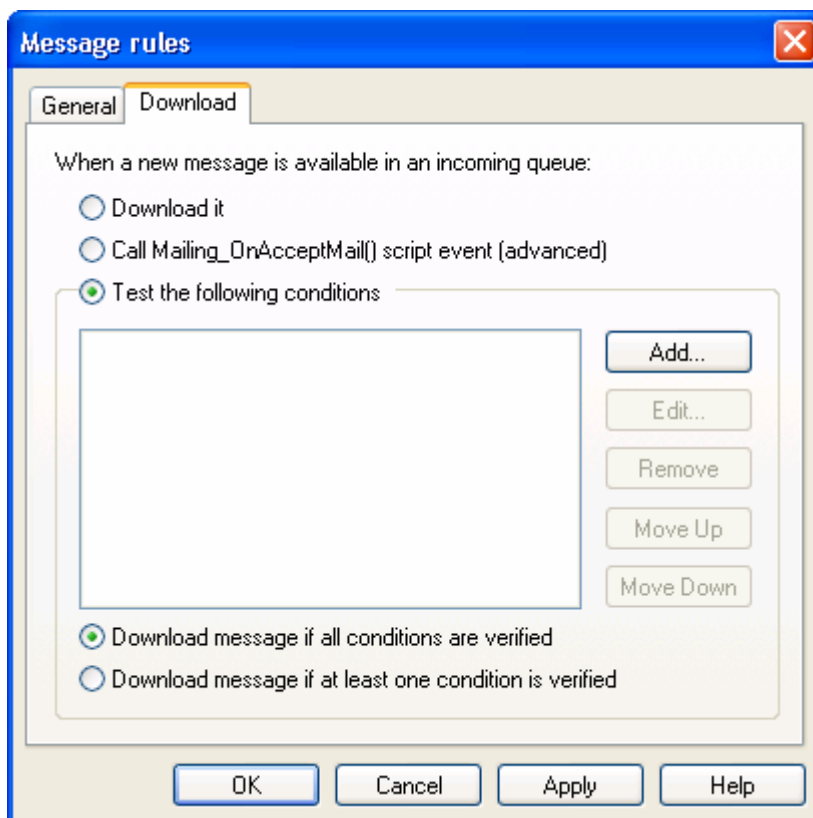 Message rules
General
Download
When a new message is available in an incoming queue:
Download it
Call Mailing_OnAcceptMail() script event (advanced)
Test the following conditions
Add...
Edit...
Remove
Move Up
Move Down
Download message if all conditions are verified
Download message if at least one condition is verified
OK
Cancel
Apply
Help